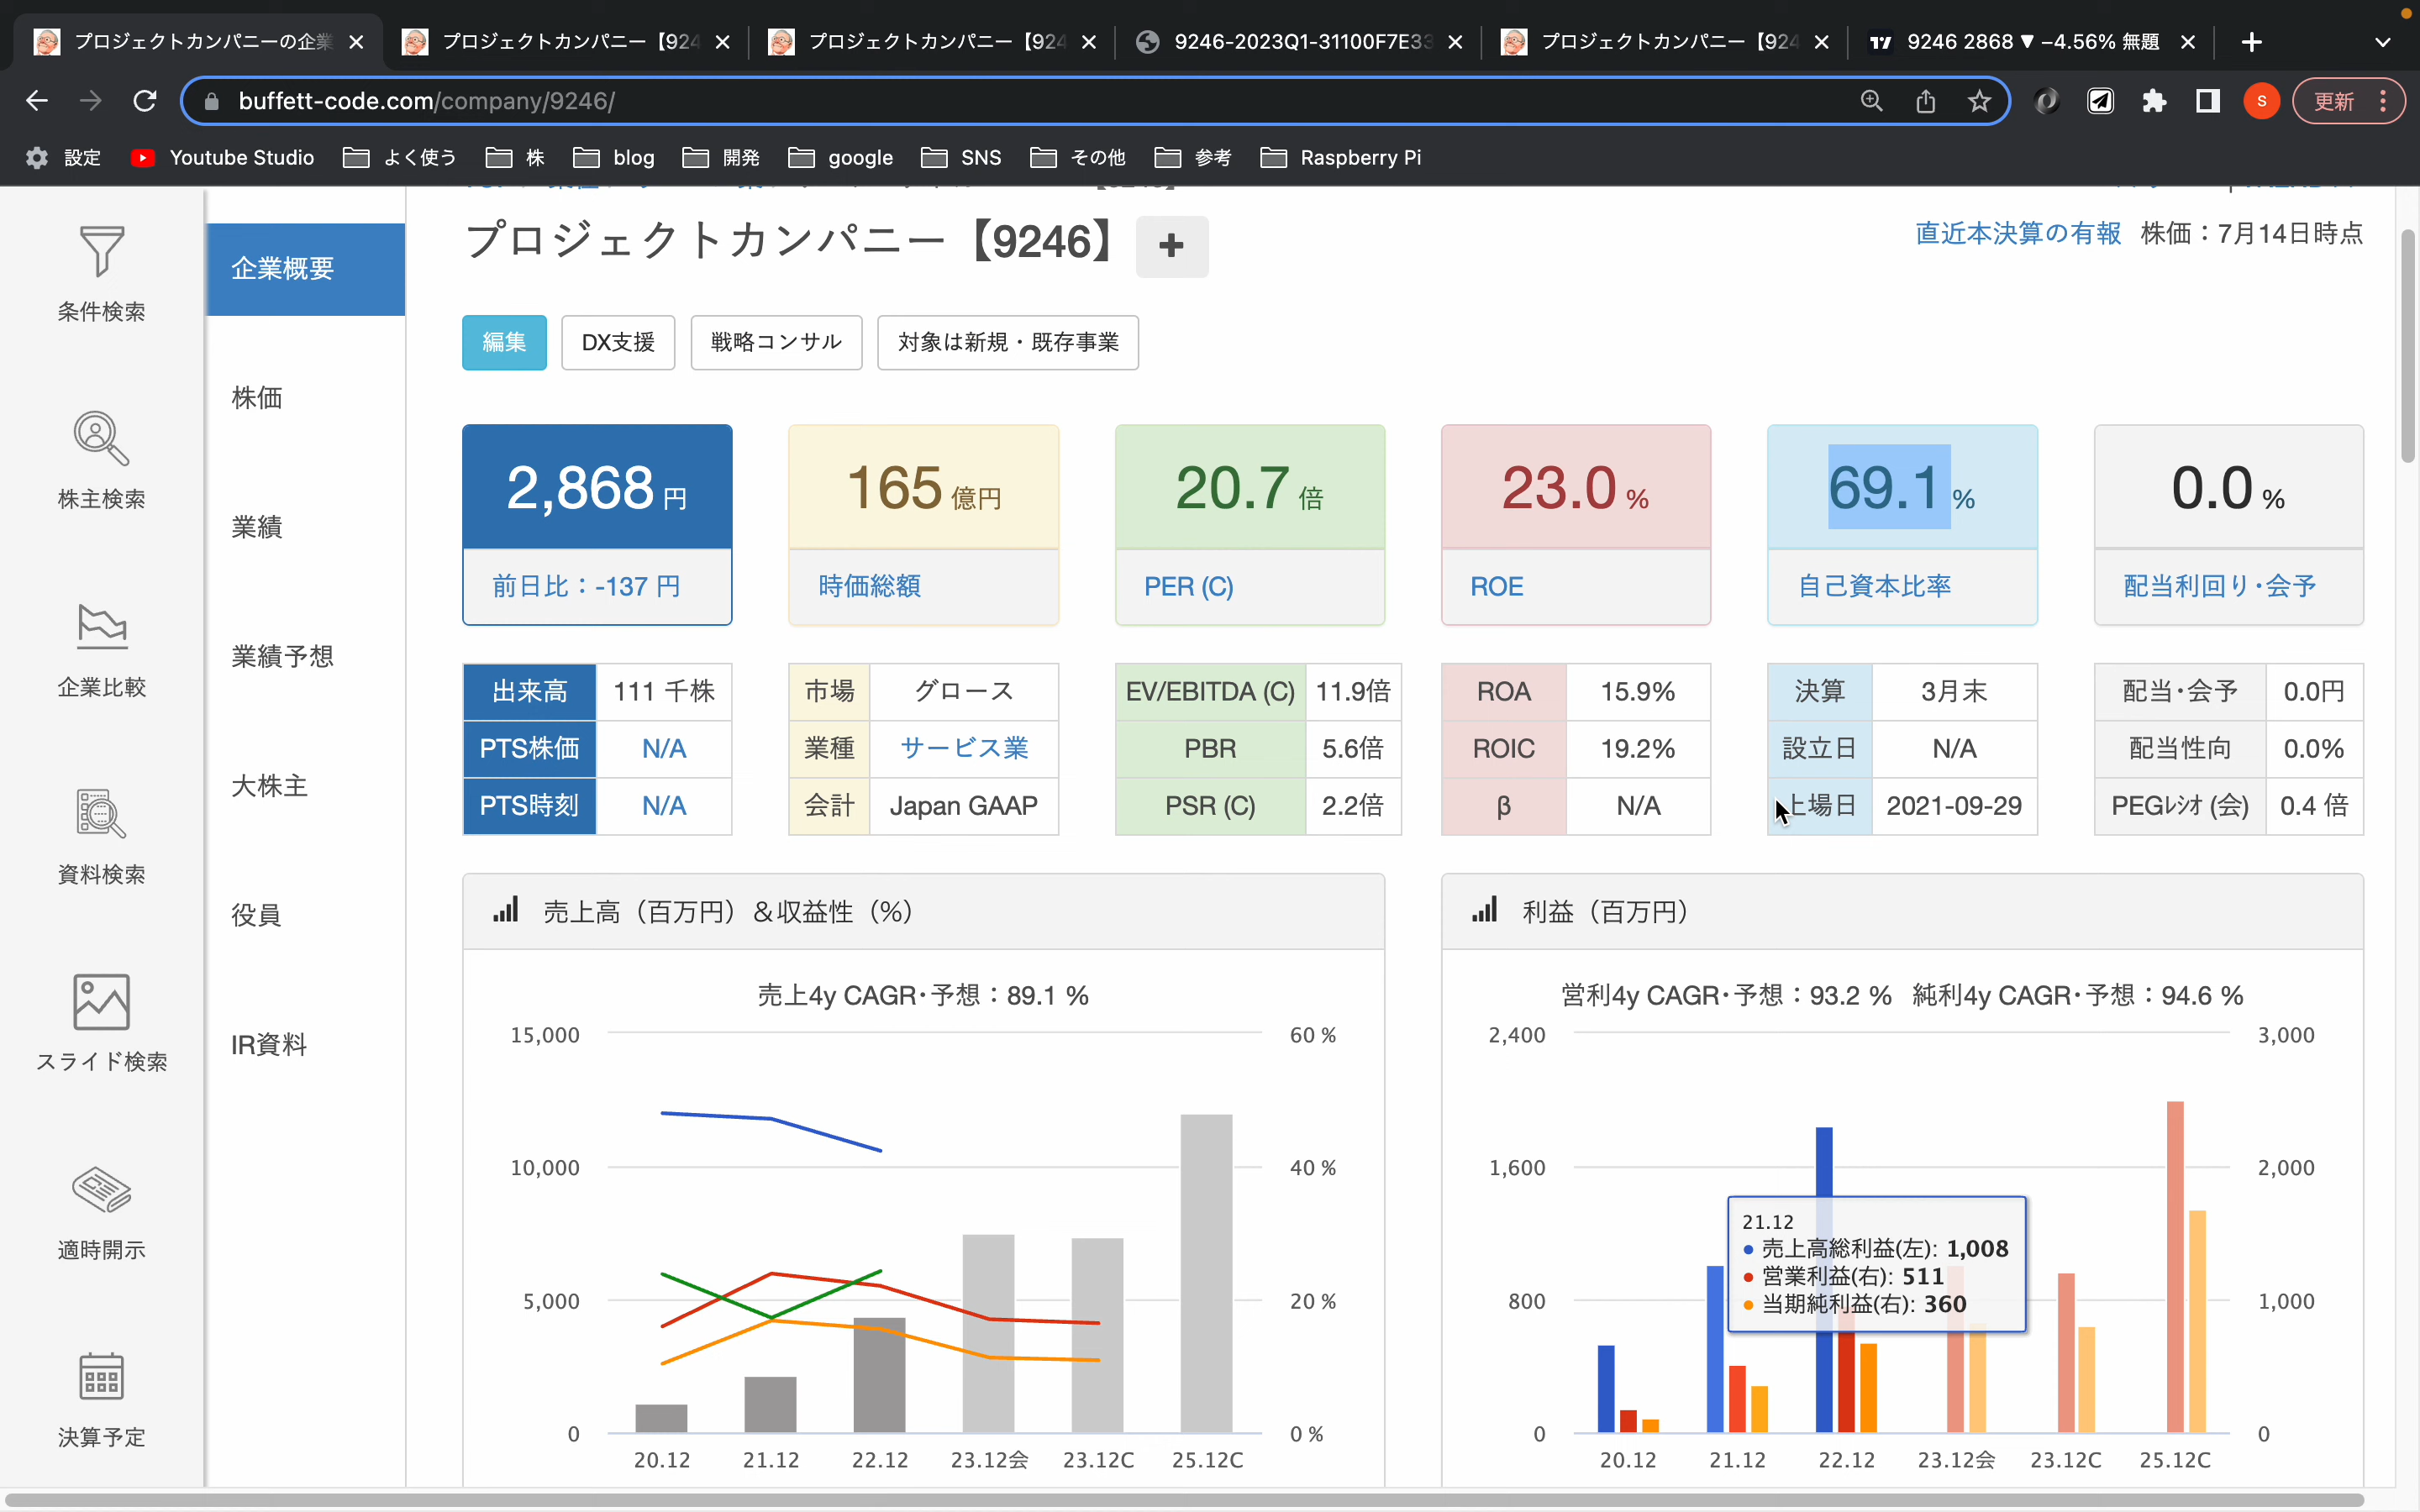 プロジェクトカンパニーの企業
プロジェクトカンパニー【924
プロジェクトカンパニー【924
9246-2023Q1-31100F7E33
プロジェクトカンパニー【924
9246 2868 ▼ −4.56% 無題
buffett-code.com/company/9246/
S
更新
設定
Youtube Studio
よく使う
株
blog
開発
google
SNS
その他
参考
Raspberry Pi
条件検索
株主検索
企業比較
資料検索
スライド検索
適時開示
決算予定
企業概要
株価
業績
業績予想
大株主
役員
IR資料
プロジェクトカンパニー【9246】
直近本決算の有報 株価：7月14日時点
編集
DX支援
戦略コンサル
対象は新規・既存事業
2,868 円
前日比：-137 円
165 億円
時価総額
20.7 倍
PER (C)
23.0 %
ROE
69.1 %
自己資本比率
0.0 %
配当利回り･会予
出来高 111 千株
PTS株価 N/A
PTS時刻 N/A
市場 グロース
業種 サービス業
会計 Japan GAAP
EV/EBITDA (C) 11.9倍
PBR 5.6倍
PSR (C) 2.2倍
ROA 15.9%
ROIC 19.2%
β N/A
決算 3月末
設立日 N/A
上場日 2021-09-29
配当･会予 0.0円
配当性向 0.0%
PEGﾚｼｵ (会) 0.4 倍
売上高（百万円）＆収益性（%）
売上4y CAGR･予想：89.1 %
15,000
10,000
5,000
0
60 %
40 %
20 %
0 %
20.12
21.12
22.12
23.12会
23.12C
25.12C
利益（百万円）
営利4y CAGR･予想：93.2 % 純利4y CAGR･予想：94.6 %
2,400
1,600
800
0
3,000
2,000
1,000
0
21.12
売上高総利益(左): 1,008
営業利益(右): 511
当期純利益(右): 360
20.12
21.12
22.12
23.12会
23.12C
25.12C